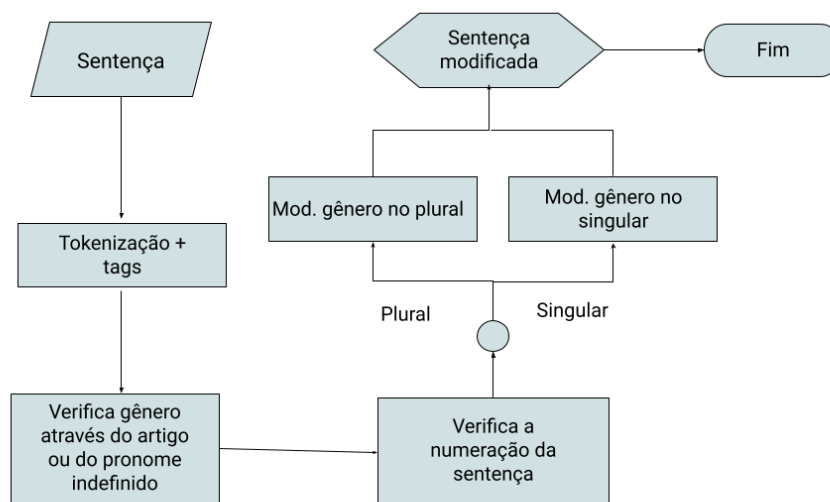 Sentença
Tokenização +
tags
Verifica gênero
através do artigo
ou do pronome
indefinido
Verifica a
numeração da
sentença
Plural
Singular
Mod. gênero no plural
Mod. gênero no
singular
Sentença
modificada
Fim